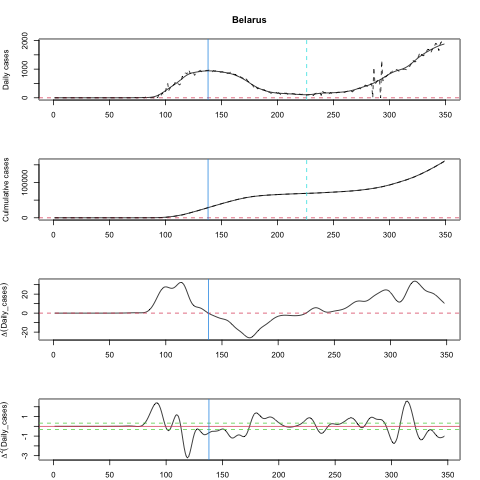 Belarus
Daily cases
0 1000 2000
0 50 100 150 200 250 300 350
Culmulative cases
0 100000
0 50 100 150 200 250 300 350
Δ(Daily_cases)
-20 0 20
0 50 100 150 200 250 300 350
Δ²(Daily_cases)
-3 -1 1
0 50 100 150 200 250 300 350